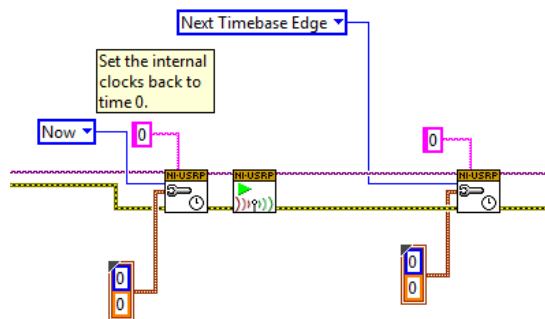 Next Timebase Edge
Set the internal
clocks back to
time 0.
Now
0
0
NI-USRP
NI-USRP
NI-USRP
0
0
0
0